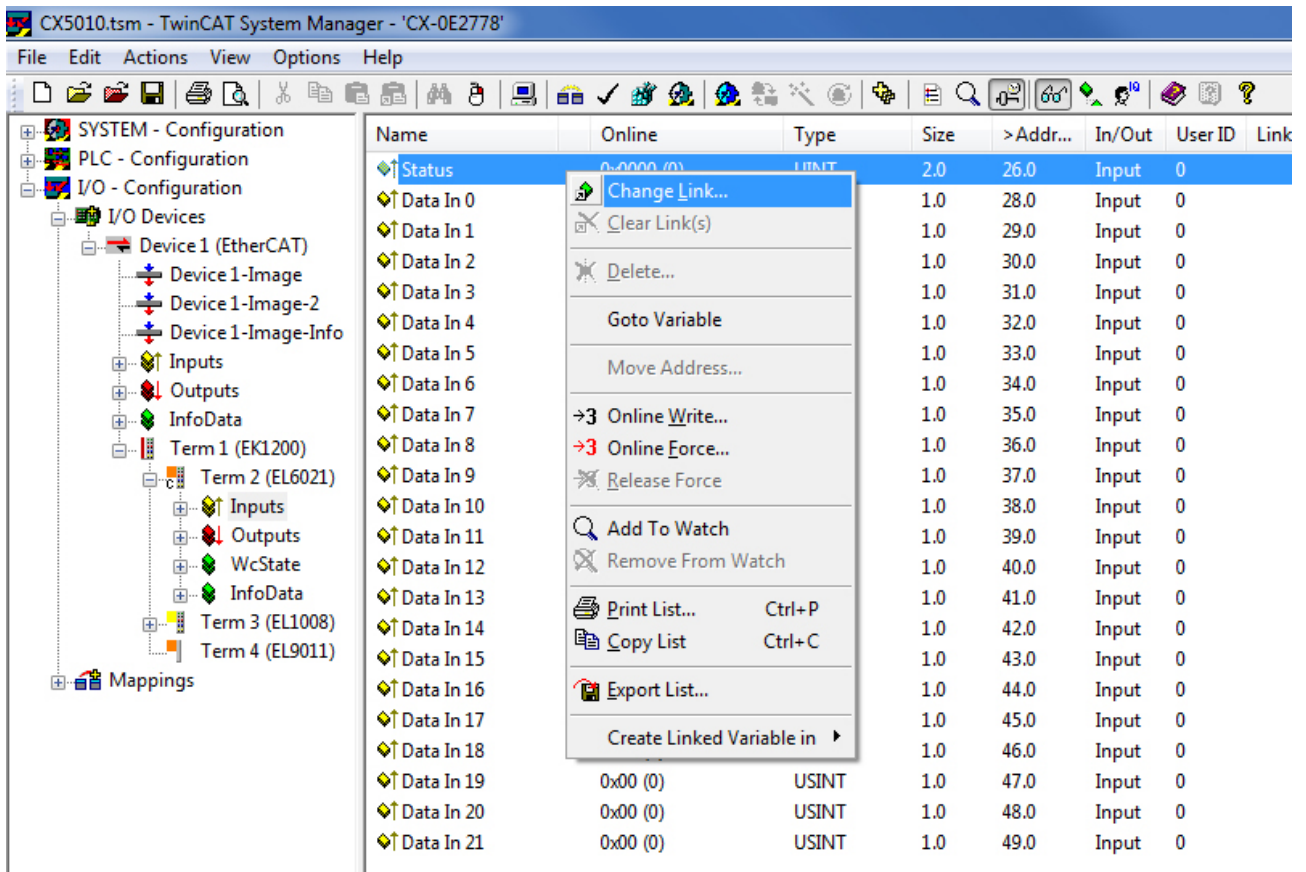 CX5010.tsm - TwinCAT System Manager - 'CX-0E2778'
File Edit Actions View Options Help
SYSTEM - Configuration
PLC - Configuration
I/O - Configuration
I/O Devices
Device 1 (EtherCAT)
Device 1-Image
Device 1-Image-2
Device 1-Image-Info
Inputs
Outputs
InfoData
Term 1 (EK1200)
Term 2 (EL6021)
Inputs
Outputs
WcState
InfoData
Term 3 (EL1008)
Term 4 (EL9011)
Mappings
Name Online Type Size >Addr... In/Out User ID Link
Status 0x0000 (0) UINT 2.0 26.0 Input 0
Data In 0 1.0 28.0 Input 0
Data In 1 1.0 29.0 Input 0
Data In 2 1.0 30.0 Input 0
Data In 3 1.0 31.0 Input 0
Data In 4 1.0 32.0 Input 0
Data In 5 1.0 33.0 Input 0
Data In 6 1.0 34.0 Input 0
Data In 7 1.0 35.0 Input 0
Data In 8 1.0 36.0 Input 0
Data In 9 1.0 37.0 Input 0
Data In 10 1.0 38.0 Input 0
Data In 11 1.0 39.0 Input 0
Data In 12 1.0 40.0 Input 0
Data In 13 1.0 41.0 Input 0
Data In 14 1.0 42.0 Input 0
Data In 15 1.0 43.0 Input 0
Data In 16 1.0 44.0 Input 0
Data In 17 1.0 45.0 Input 0
Data In 18 1.0 46.0 Input 0
Data In 19 0x00 (0) USINT 1.0 47.0 Input 0
Data In 20 0x00 (0) USINT 1.0 48.0 Input 0
Data In 21 0x00 (0) USINT 1.0 49.0 Input 0
Change Link...
Clear Link(s)
Delete...
Goto Variable
Move Address...
Online Write...
Online Force...
Release Force
Add To Watch
Remove From Watch
Print List... Ctrl+P
Copy List Ctrl+C
Export List...
Create Linked Variable in